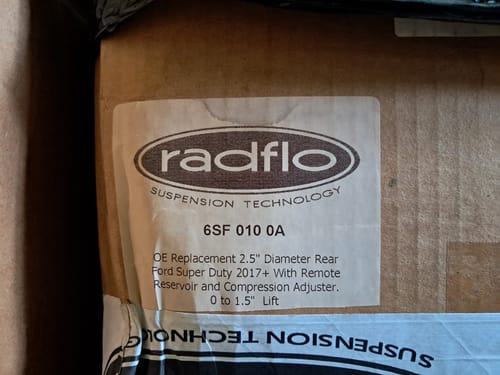 radflo
SUSPENSION TECHNOLOGY
6SF 010 0A
OE Replacement 2.5" Diameter Rear
Ford Super Duty 2017+ With Remote
Reservoir and Compression Adjuster.
0 to 1.5" Lift
SUSPENSION TECHNOLOG